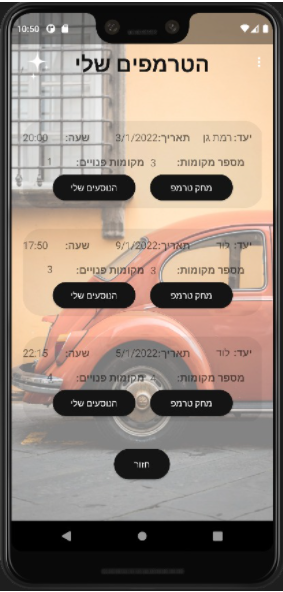 10:50
הטרמפים שלי
יעד: רמת גן תאריך:3/1/2022 שעה: 20:00
מספר מקומות: 3 מקומות פנויים: 1
מחק טרמפ הנוסעים שלי
יעד: לוד תאריך:9/1/2022 שעה: 17:50
מספר מקומות: 3 מקומות פנויים: 3
מחק טרמפ הנוסעים שלי
יעד: לוד תאריך:5/1/2022 שעה: 22:15
מספר מקומות: 4 מקומות פנויים: 4
מחק טרמפ הנוסעים שלי
חזור